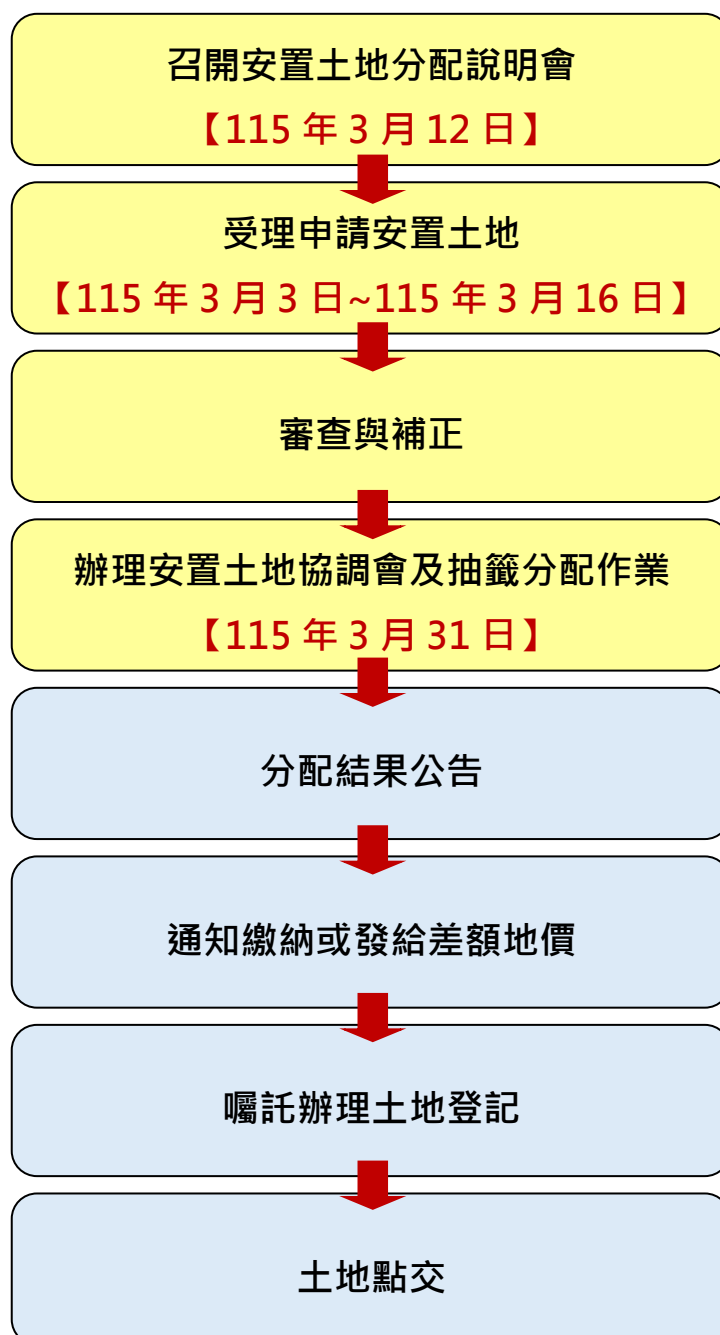 召開安置土地分配說明會
【115 年 3 月 12 日】
受理申請安置土地
【115 年 3 月 3 日~115 年 3 月 16 日】
審查與補正
辦理安置土地協調會及抽籤分配作業
【115 年 3 月 31 日】
分配結果公告
通知繳納或發給差額地價
囑託辦理土地登記
土地點交